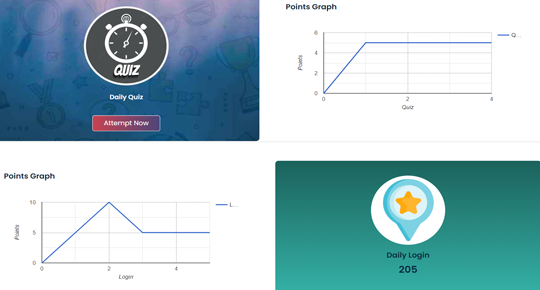 QUIZ
Daily Quiz
Attempt Now
Points Graph
6
4
2
0
Points
0
2
4
Quiz
Q...
Points Graph
10
5
0
Points
0
2
4
Login
L...
Daily Login
205